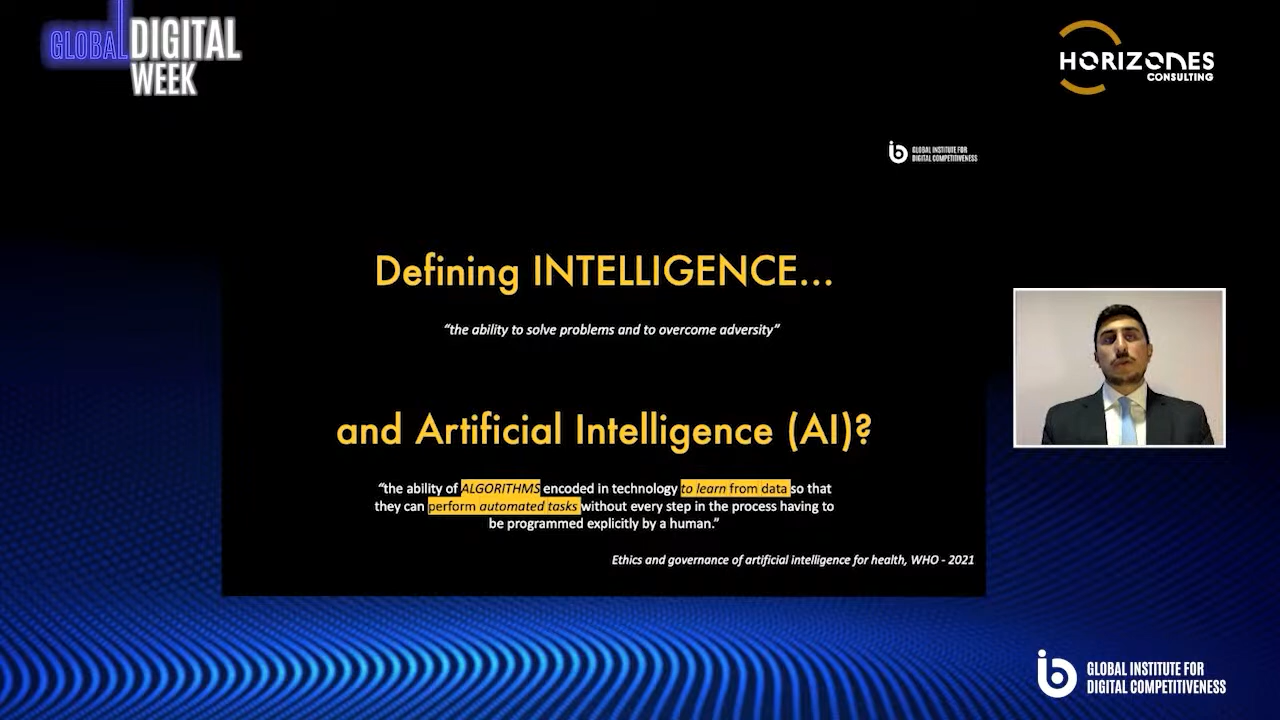 GLOBAL DIGITAL
WEEK
HORIZONES
CONSULTING
GLOBAL INSTITUTE FOR
DIGITAL COMPETITIVENESS
Defining INTELLIGENCE...
“the ability to solve problems and to overcome adversity”
and Artificial Intelligence (AI)?
“the ability of ALGORITHMS encoded in technology to learn from data so that
they can perform automated tasks without every step in the process having to
be programmed explicitly by a human.”
Ethics and governance of artificial intelligence for health, WHO - 2021
GLOBAL INSTITUTE FOR
DIGITAL COMPETITIVENESS